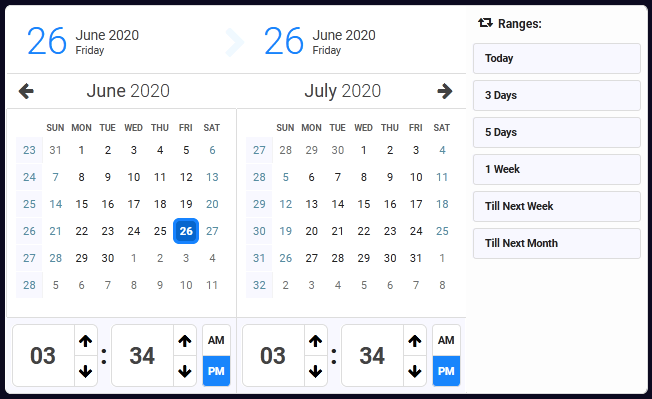 26 June 2020 Friday
26 June 2020 Friday
June 2020
July 2020
SUN MON TUE WED THU FRI SAT
23 31 1 2 3 4 5 6
24 7 8 9 10 11 12 13
25 14 15 16 17 18 19 20
26 21 22 23 24 25 26 27
27 28 29 30 1 2 3 4
28 5 6 7 8 9 10 11
SUN MON TUE WED THU FRI SAT
27 28 29 30 1 2 3 4
28 5 6 7 8 9 10 11
29 12 13 14 15 16 17 18
30 19 20 21 22 23 24 25
31 26 27 28 29 30 31 1
32 2 3 4 5 6 7 8
03 : 34 AM PM
03 : 34 AM PM
Ranges:
Today
3 Days
5 Days
1 Week
Till Next Week
Till Next Month